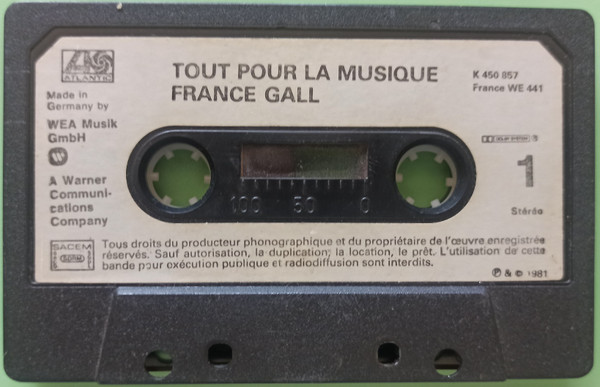 ATLANTIC
TOUT POUR LA MUSIQUE
FRANCE GALL
K 450 857
France WE 441
Made in
Germany by
WEA Musik
GmbH
A Warner
Communi-
cations
Company
100 50 0
DOLBY SYSTEM
1
Stéréo
SACEM
Tous droits du producteur phonographique et du propriétaire de l'œuvre enregistrée
réservés. Sauf autorisation, la duplication, la location, le prêt. L'utilisation de cette
bande pour exécution publique et radiodiffusion sont interdits.
℗ & © 1981